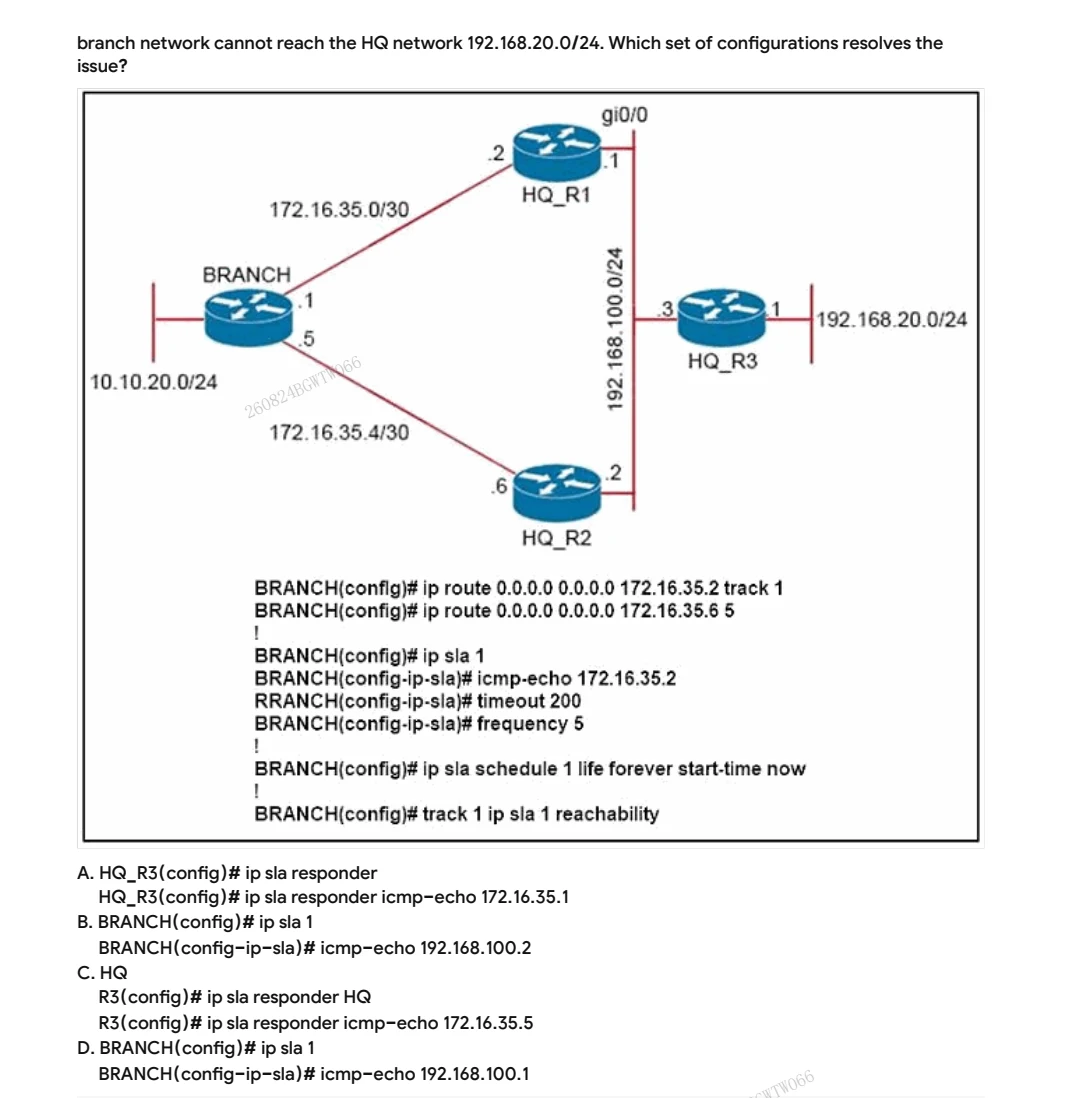 branch network cannot reach the HQ network 192.168.20.0/24. Which set of configurations resolves the
issue?
gi0/0
.2
.1
HQ_R1
172.16.35.0/30
BRANCH
.1
192.168.100.0/24
.3
.1
192.168.20.0/24
.5
HQ_R3
10.10.20.0/24
260824BGWTW066
172.16.35.4/30
.6
.2
HQ_R2
BRANCH(config)# ip route 0.0.0.0 0.0.0.0 172.16.35.2 track 1
BRANCH(config)# ip route 0.0.0.0 0.0.0.0 172.16.35.6 5
!
BRANCH(config)# ip sla 1
BRANCH(config-ip-sla)# icmp-echo 172.16.35.2
RRANCH(config-ip-sla)# timeout 200
BRANCH(config-ip-sla)# frequency 5
!
BRANCH(config)# ip sla schedule 1 life forever start-time now
!
BRANCH(config)# track 1 ip sla 1 reachability
A. HQ_R3(config)# ip sla responder
HQ_R3(config)# ip sla responder icmp-echo 172.16.35.1
B. BRANCH(config)# ip sla 1
BRANCH(config-ip-sla)# icmp-echo 192.168.100.2
C. HQ
R3(config)# ip sla responder HQ
R3(config)# ip sla responder icmp-echo 172.16.35.5
D. BRANCH(config)# ip sla 1
BRANCH(config-ip-sla)# icmp-echo 192.168.100.1